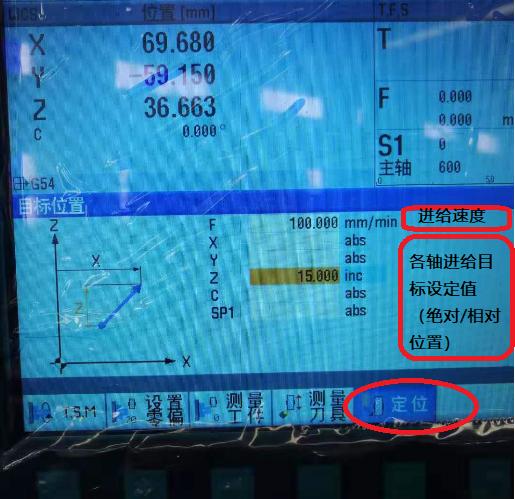 WCS 位置 [mm] T,F,S
X 69.680 T
Y -59.150
Z 36.663 F 0.000
C 0.000° 0.000 m
S1 0
主轴 600
G54 0 50
目标位置
F 100.000 mm/min 进给速度
X abs
Y abs
Z 15.000 inc
C abs
SP1 abs
各轴进给目
标设定值
（绝对/相对
位置）
Z
X
Z
X
Y
T.S.M 设置 测量 测量 定位
零偏 工件 刀具